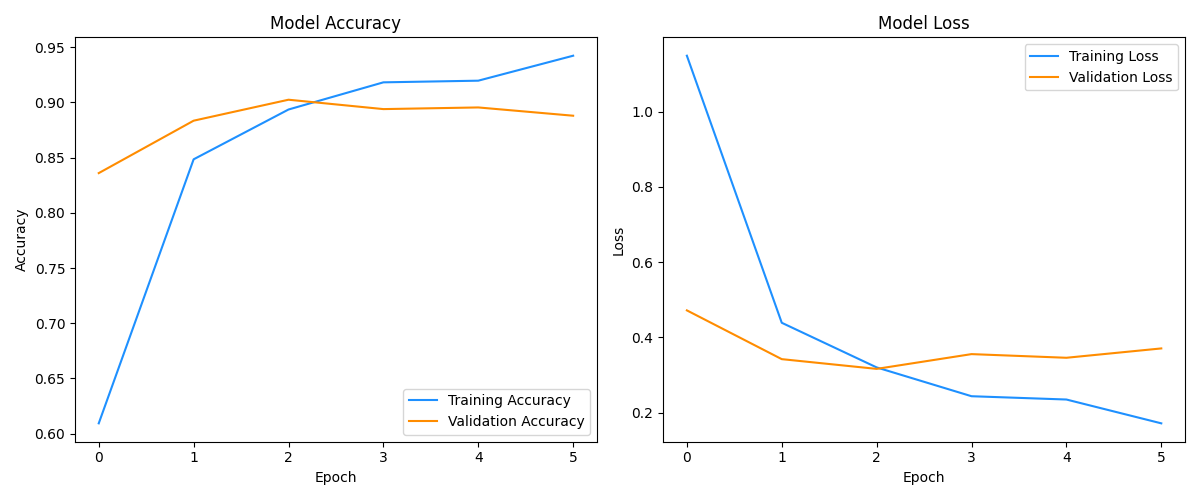 Model Accuracy
0.95
0.90
0.85
0.80
0.75
0.70
0.65
0.60
Accuracy
0 1 2 3 4 5
Epoch
Training Accuracy
Validation Accuracy
Model Loss
1.0
0.8
0.6
0.4
0.2
Loss
0 1 2 3 4 5
Epoch
Training Loss
Validation Loss